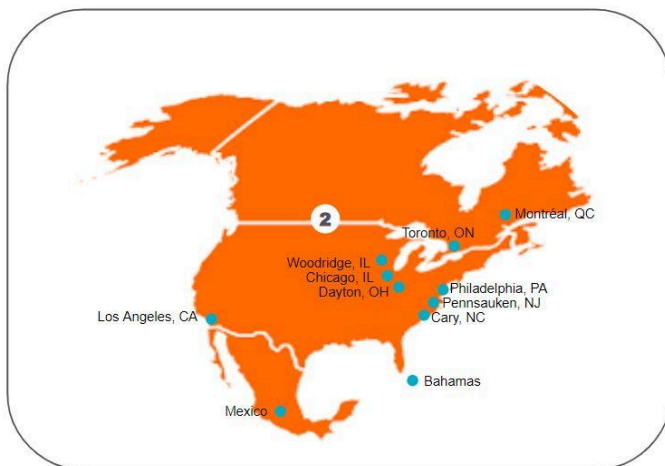 2
Montréal, QC
Toronto, ON
Woodridge, IL
Chicago, IL
Dayton, OH
Philadelphia, PA
Pennsauken, NJ
Cary, NC
Los Angeles, CA
Bahamas
Mexico